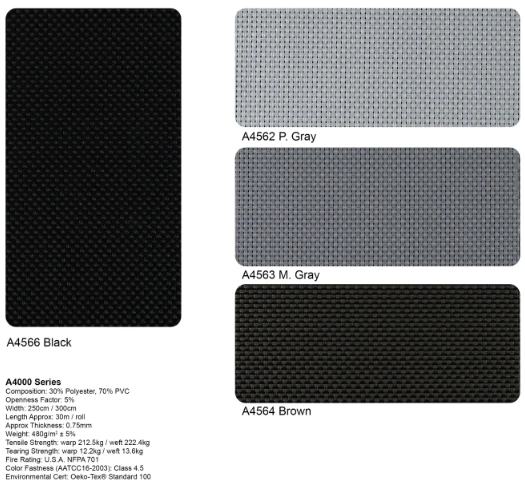 A4562 P. Gray
A4563 M. Gray
A4566 Black
A4564 Brown
A4000 Series
Composition: 30% Polyester, 70% PVC
Openness Factor: 5%
Width: 250cm / 300cm
Length Approx: 30m / roll
Approx Thickness: 0.75mm
Weight: 480g/m² ± 5%
Tensile Strength: warp 212.5kg / weft 222.4kg
Tearing Strength: warp 12.2kg / weft 13.6kg
Fire Rating: U.S.A. NFPA 701
Color Fastness (AATCC16-2003): Class 4.5
Environmental Cert: Oeko-Tex® Standard 100